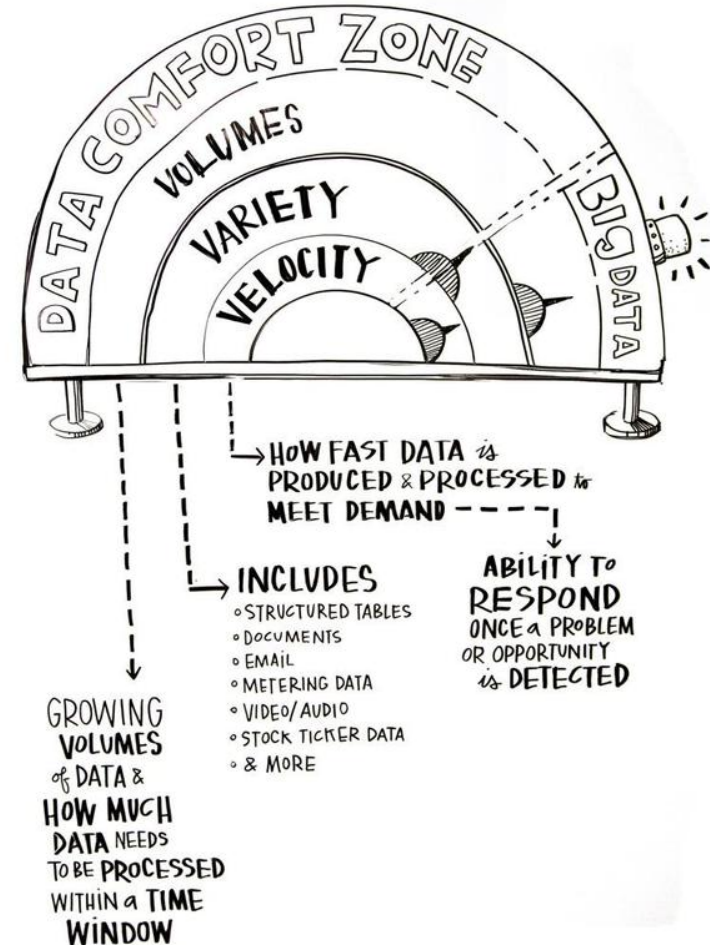 DATA COMFORT ZONE
BIG DATA
VOLUMES
VARIETY
VELOCITY
HOW FAST DATA is
PRODUCED & PROCESSED to
MEET DEMAND
ABILITY TO
RESPOND
ONCE a PROBLEM
OR OPPORTUNITY
is DETECTED
INCLUDES
◦ STRUCTURED TABLES
◦ DOCUMENTS
◦ EMAIL
◦ METERING DATA
◦ VIDEO/AUDIO
◦ STOCK TICKER DATA
◦ & MORE
GROWING
VOLUMES
of DATA &
HOW MUCH
DATA NEEDS
TO BE PROCESSED
WITHIN a TIME
WINDOW